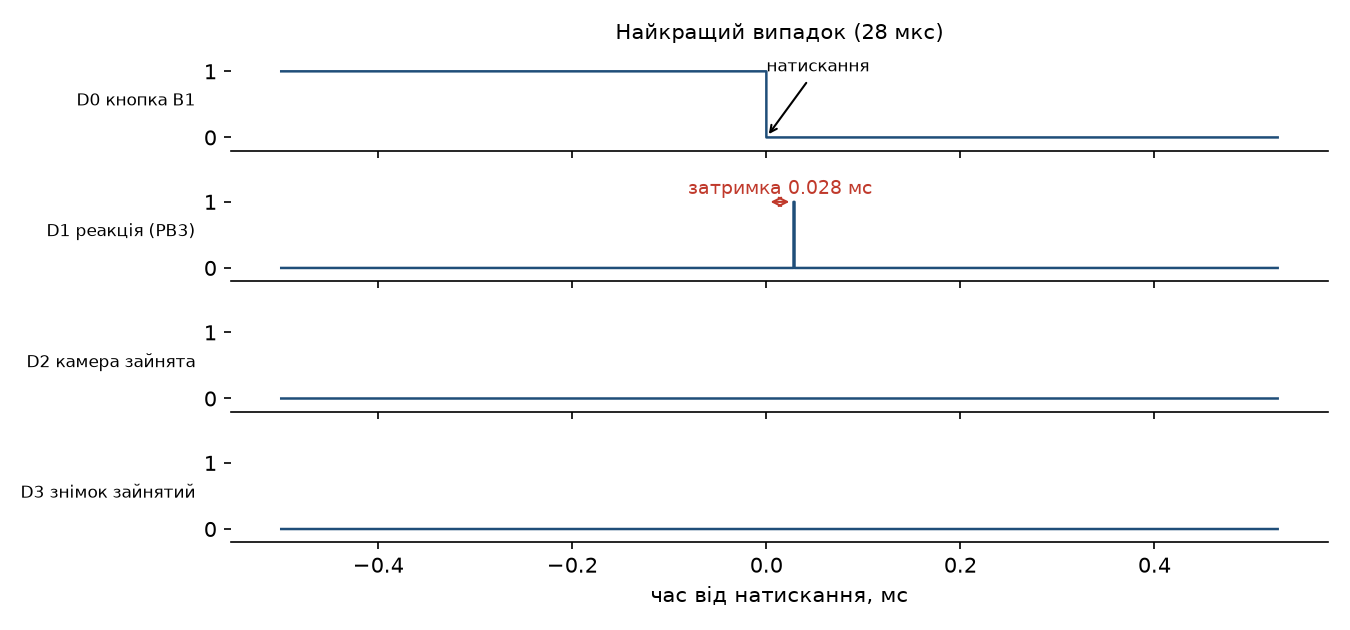 Найкращий випадок (28 мкс)
натискання
D0 кнопка B1
1
0
затримка 0.028 мс
D1 реакція (PB3)
1
0
D2 камера зайнята
1
0
D3 знімок зайнятий
1
0
−0.4 −0.2 0.0 0.2 0.4
час від натискання, мс